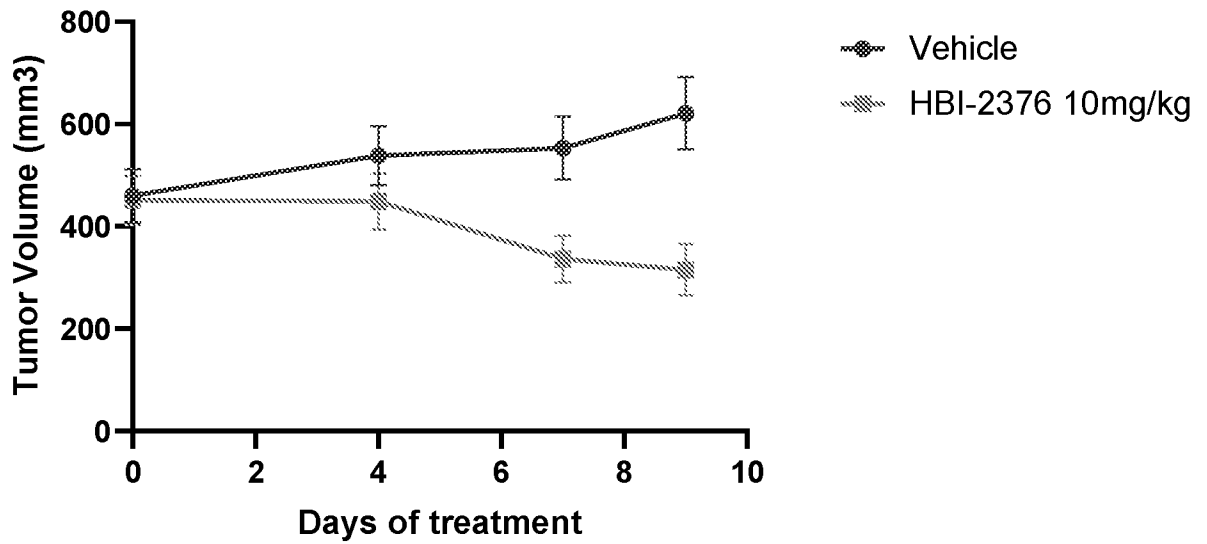 800
600
400
200
0
Tumor Volume (mm3)
0 2 4 6 8 10
Days of treatment
Vehicle
HBI-2376 10mg/kg